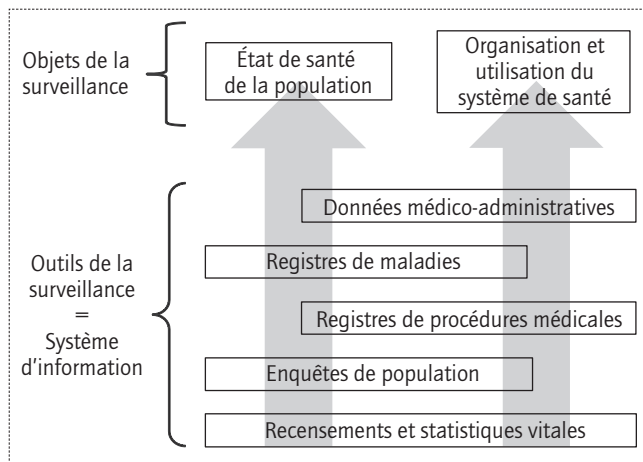 Objets de la
surveillance
État de santé
de la population
Organisation et
utilisation du
système de santé
Outils de la
surveillance
=
Système
d'information
Données médico-administratives
Registres de maladies
Registres de procédures médicales
Enquêtes de population
Recensements et statistiques vitales